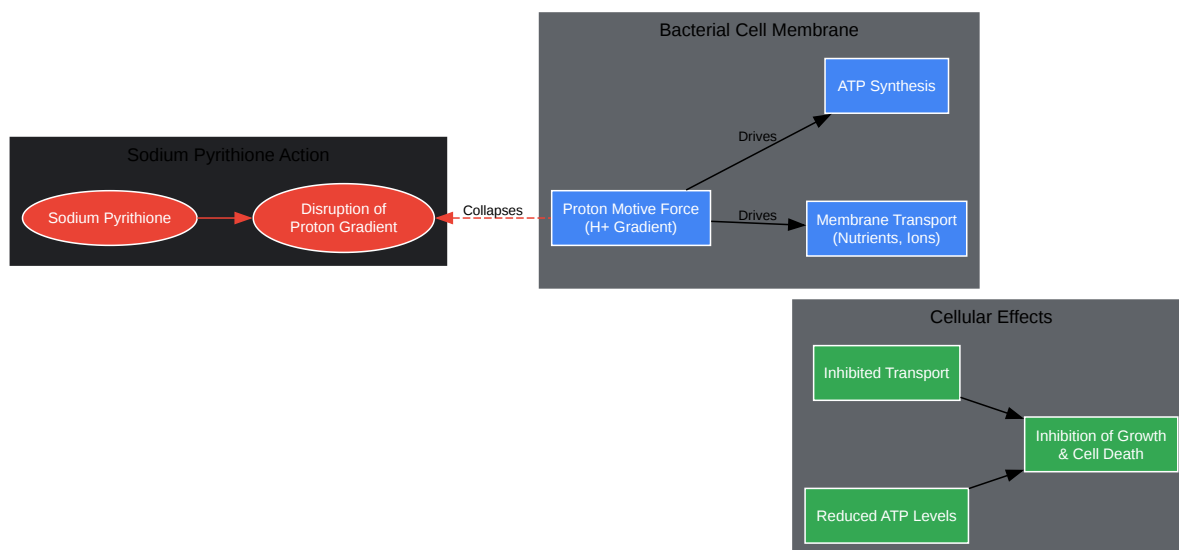 Sodium Pyrithione Action
Sodium Pyrithione
Disruption of
Proton Gradient
Collapses
Bacterial Cell Membrane
Proton Motive Force
(H+ Gradient)
Drives
ATP Synthesis
Drives
Membrane Transport
(Nutrients, Ions)
Cellular Effects
Inhibited Transport
Reduced ATP Levels
Inhibition of Growth
& Cell Death